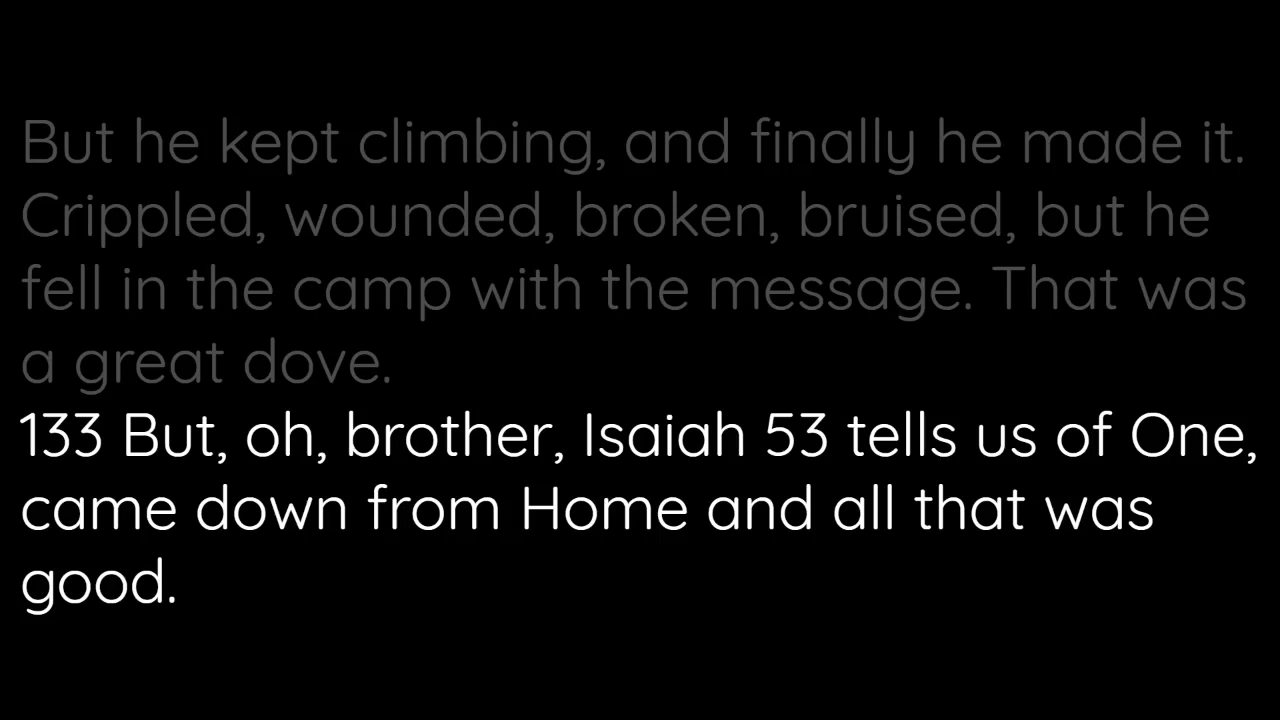 But he kept climbing, and finally he made it.
Crippled, wounded, broken, bruised, but he
fell in the camp with the message. That was
a great dove.
133 But, oh, brother, Isaiah 53 tells us of One,
came down from Home and all that was
good.